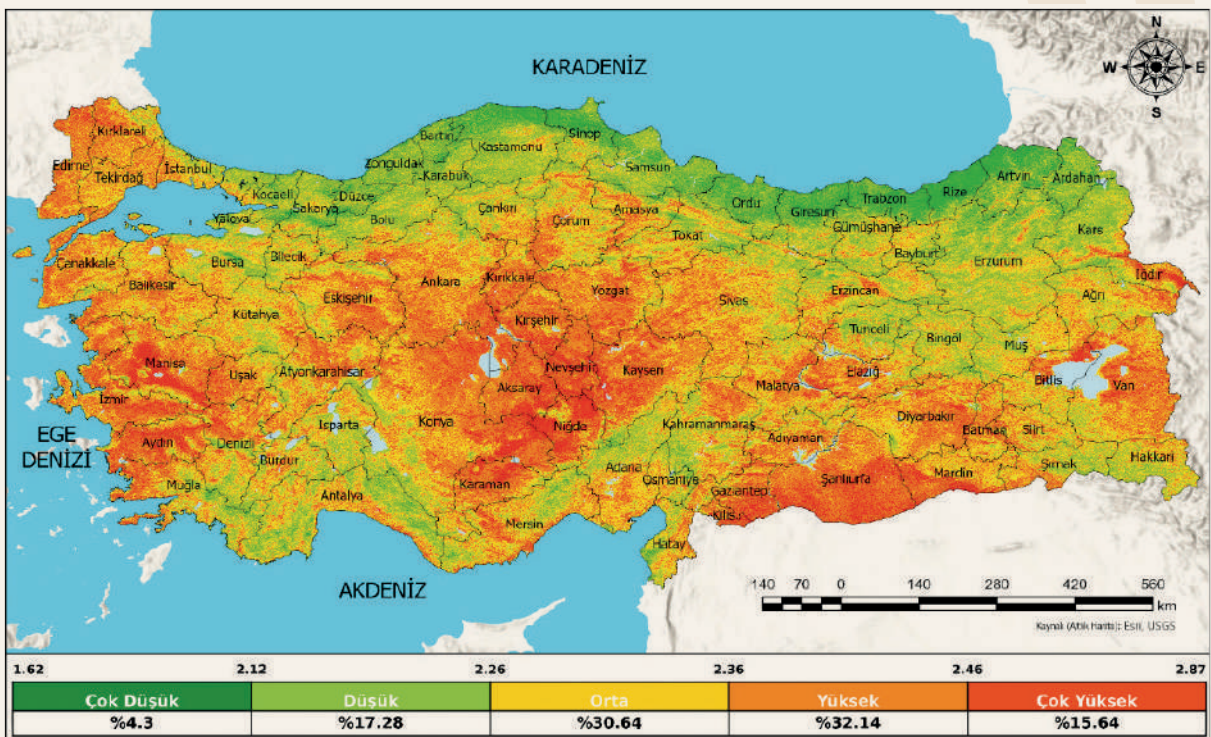 N
W E
S
KARADENİZ
Kırklareli
Edirne
Tekirdağ
İstanbul
Kocaeli
Yalova
Sakarya
Düzce
Zonguldak
Bartın
Karabük
Kastamonu
Sinop
Samsun
Bolu
Çankırı
Çorum
Amasya
Tokat
Ordu
Giresun
Trabzon
Rize
Artvin
Ardahan
Gümüşhane
Bayburt
Erzurum
Kars
Iğdır
Ağrı
Çanakkale
Balıkesir
Bursa
Bilecik
Eskişehir
Kütahya
Ankara
Kırıkkale
Yozgat
Kırşehir
Sivas
Erzincan
Tunceli
Bingöl
Muş
Bitlis
Van
Manisa
Uşak
Afyonkarahisar
İzmir
Aydın
Denizli
Isparta
Burdur
Muğla
Antalya
Konya
Aksaray
Nevşehir
Kayseri
Niğde
Karaman
Mersin
Adana
Osmaniye
Hatay
Kahramanmaraş
Malatya
Elazığ
Adıyaman
Gaziantep
Kilis
Şanlıurfa
Diyarbakır
Batman
Mardin
Siirt
Şırnak
Hakkari
EGE
DENİZİ
AKDENİZ
140 70 0 140 280 420 560
km
Kaynak (Altlık Harita): Esri, USGS
1.62 2.12 2.26 2.36 2.46 2.87
Çok Düşük Düşük Orta Yüksek Çok Yüksek
%4.3 %17.28 %30.64 %32.14 %15.64